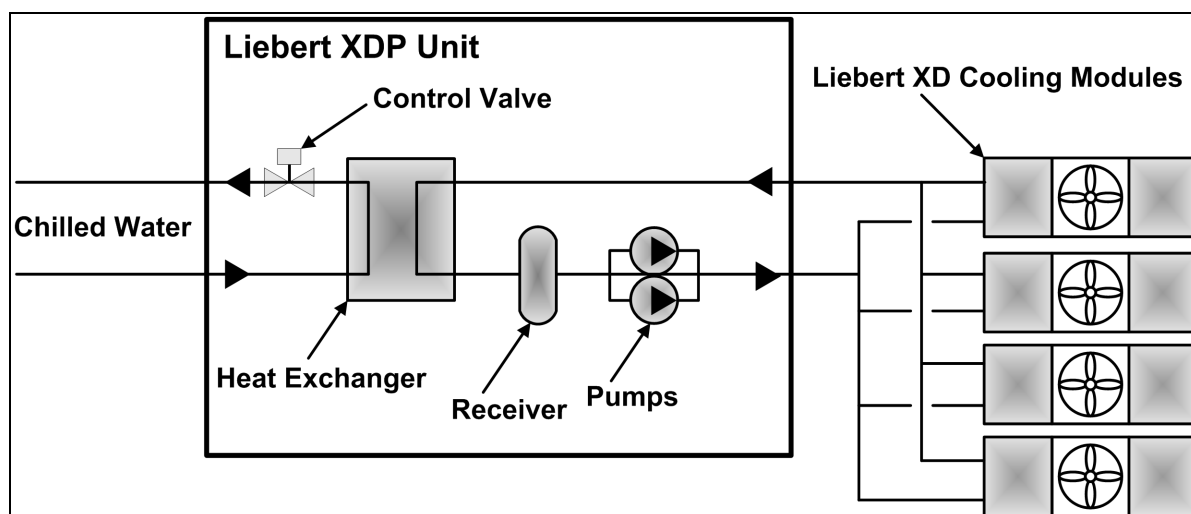 Liebert XDP Unit
Control Valve
Liebert XD Cooling Modules
Chilled Water
Heat Exchanger
Receiver
Pumps